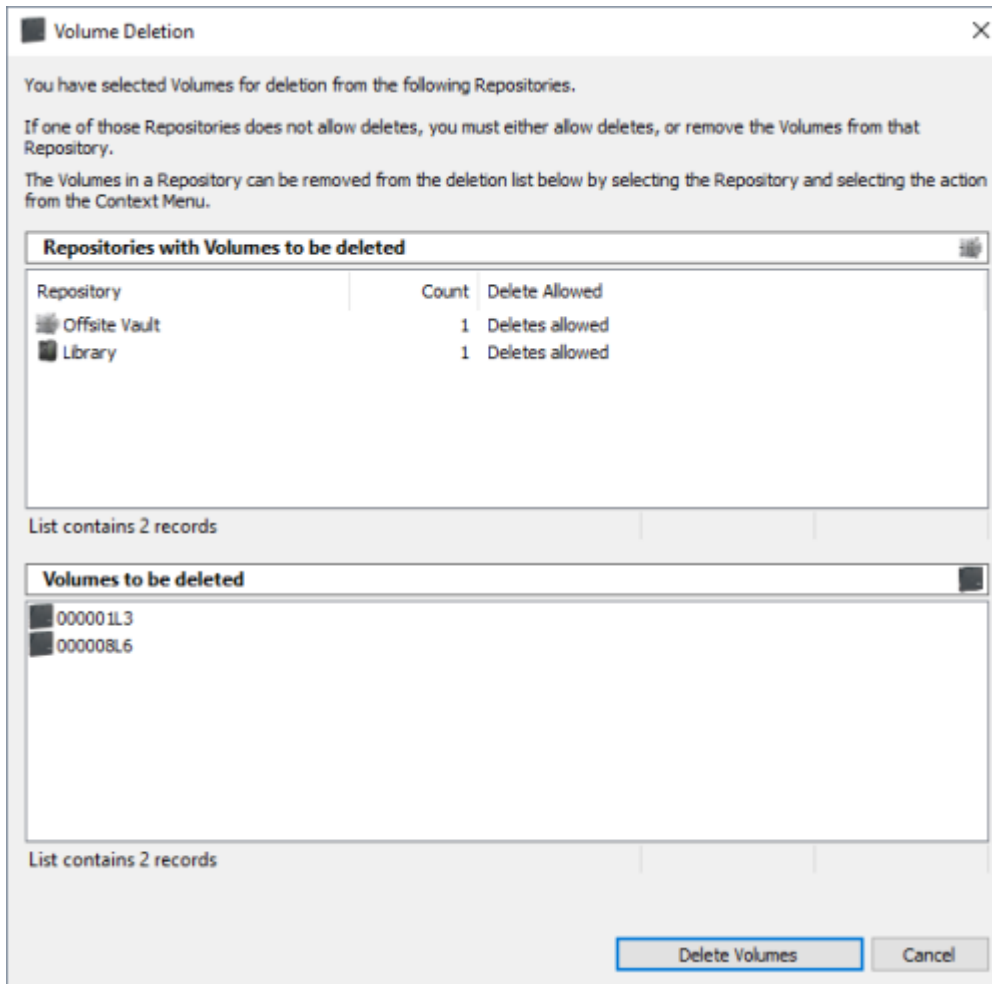 Volume Deletion
You have selected Volumes for deletion from the following Repositories.
If one of those Repositories does not allow deletes, you must either allow deletes, or remove the Volumes from that
Repository.
The Volumes in a Repository can be removed from the deletion list below by selecting the Repository and selecting the action
from the Context Menu.
Repositories with Volumes to be deleted
Repository Count Delete Allowed
Offsite Vault 1 Deletes allowed
Library 1 Deletes allowed
List contains 2 records
Volumes to be deleted
000001L3
000008L6
List contains 2 records
Delete Volumes Cancel